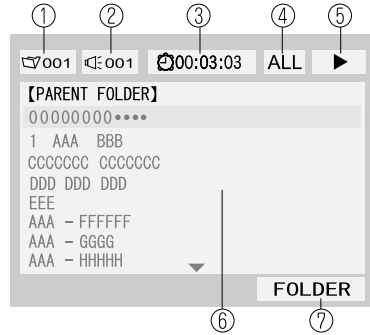 ① ② ③ ④ ⑤
001 001 00:03:03 ALL
【PARENT FOLDER】
00000000••••
1 AAA BBB
CCCCCCC CCCCCCC
DDD DDD DDD
EEE
AAA – FFFFFF
AAA – GGGG
AAA – HHHHH
FOLDER
⑥ ⑦